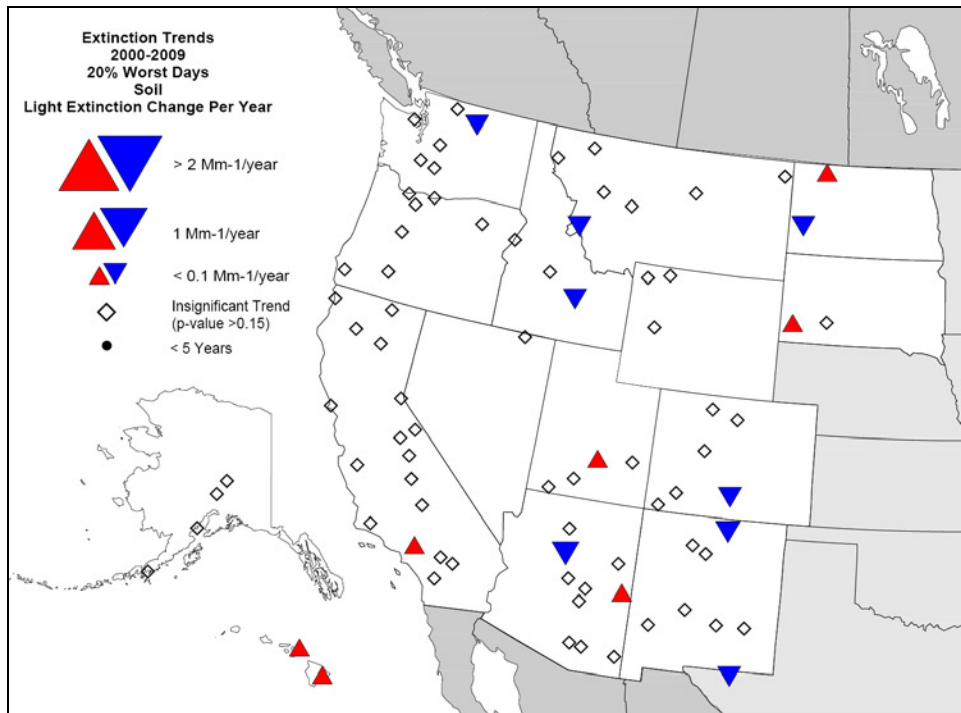 Extinction Trends
2000-2009
20% Worst Days
Soil
Light Extinction Change Per Year
> 2 Mm-1/year
1 Mm-1/year
< 0.1 Mm-1/year
Insignificant Trend
(p-value >0.15)
< 5 Years